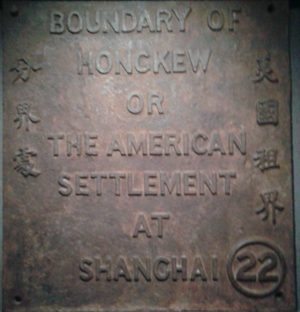 BOUNDARY OF
HONGKEW
OR
THE AMERICAN
SETTLEMENT
AT
SHANGHAI 22
美國租界
分界處